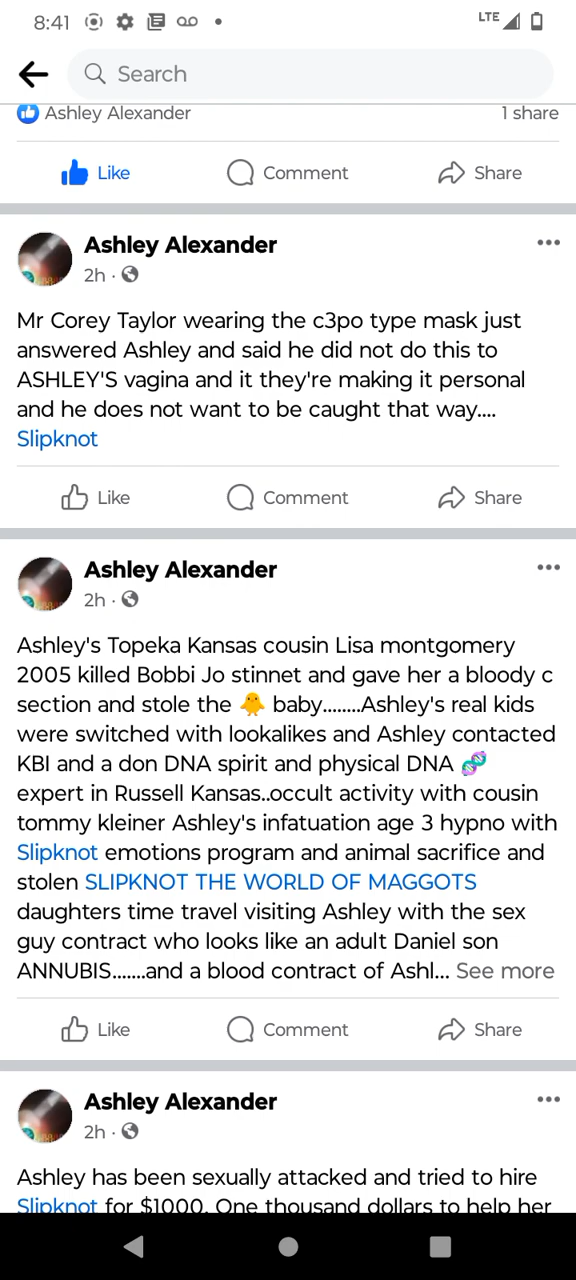 8:41
LTE
Search
Ashley Alexander 1 share
Like Comment Share
Ashley Alexander
2h ·
Mr Corey Taylor wearing the c3po type mask just
answered Ashley and said he did not do this to
ASHLEY'S vagina and it they're making it personal
and he does not want to be caught that way....
Slipknot
Like Comment Share
Ashley Alexander
2h ·
Ashley's Topeka Kansas cousin Lisa montgomery
2005 killed Bobbi Jo stinnet and gave her a bloody c
section and stole the 🐥 baby........Ashley's real kids
were switched with lookalikes and Ashley contacted
KBI and a don DNA spirit and physical DNA 🧬
expert in Russell Kansas..occult activity with cousin
tommy kleiner Ashley's infatuation age 3 hypno with
Slipknot emotions program and animal sacrifice and
stolen SLIPKNOT THE WORLD OF MAGGOTS
daughters time travel visiting Ashley with the sex
guy contract who looks like an adult Daniel son
ANNUBIS.......and a blood contract of Ashl... See more
Like Comment Share
Ashley Alexander
2h ·
Ashley has been sexually attacked and tried to hire
Slipknot for $1000. One thousand dollars to help her